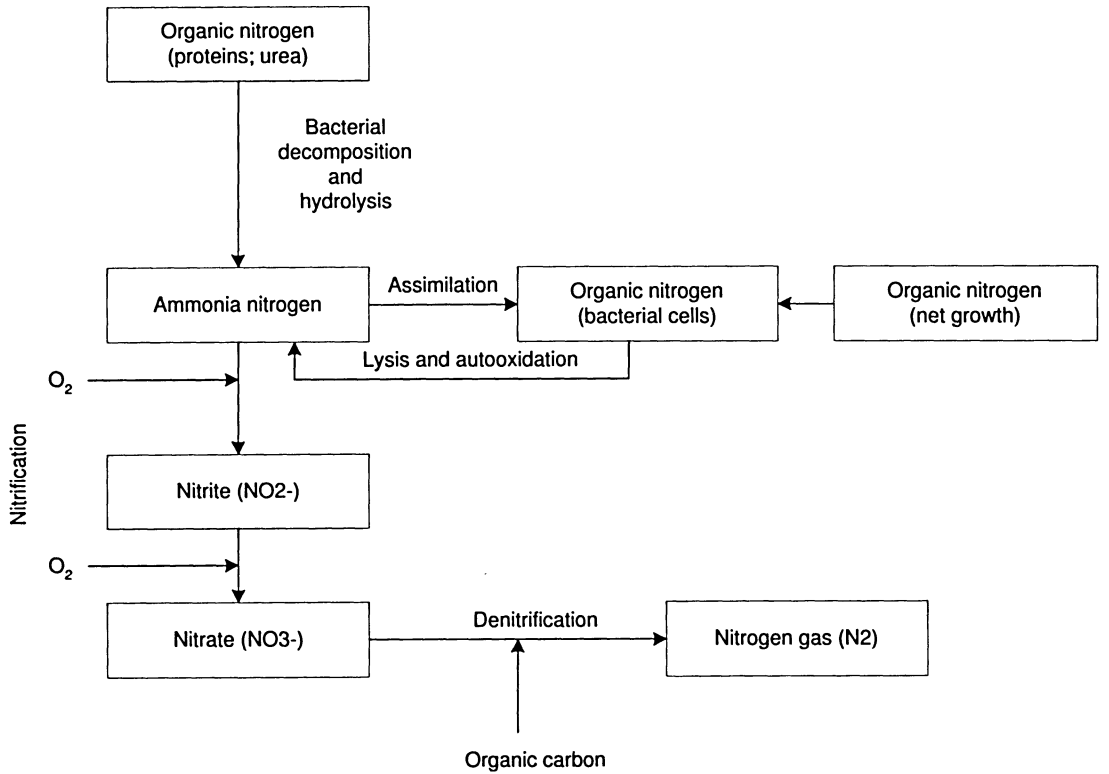 Organic nitrogen
(proteins; urea)
Bacterial
decomposition
and
hydrolysis
Ammonia nitrogen
Assimilation
Organic nitrogen
(bacterial cells)
Organic nitrogen
(net growth)
Lysis and autooxidation
O₂
Nitrification
Nitrite (NO2-)
O₂
Nitrate (NO3-)
Denitrification
Nitrogen gas (N2)
Organic carbon